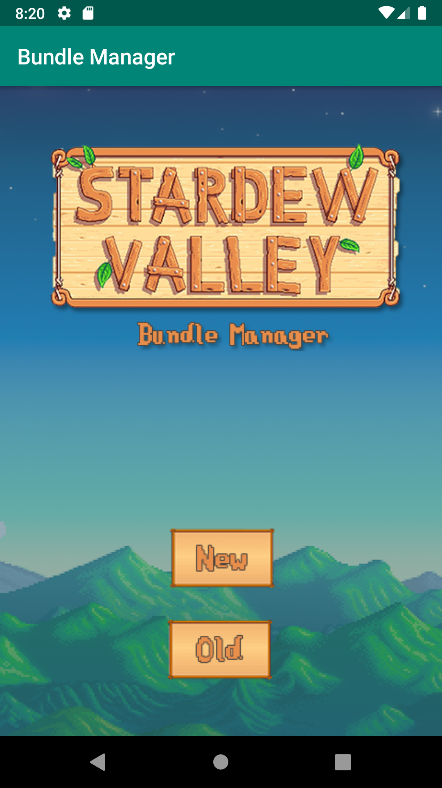 8:20
Bundle Manager
STARDEW
VALLEY
Bundle Manager
New
Old